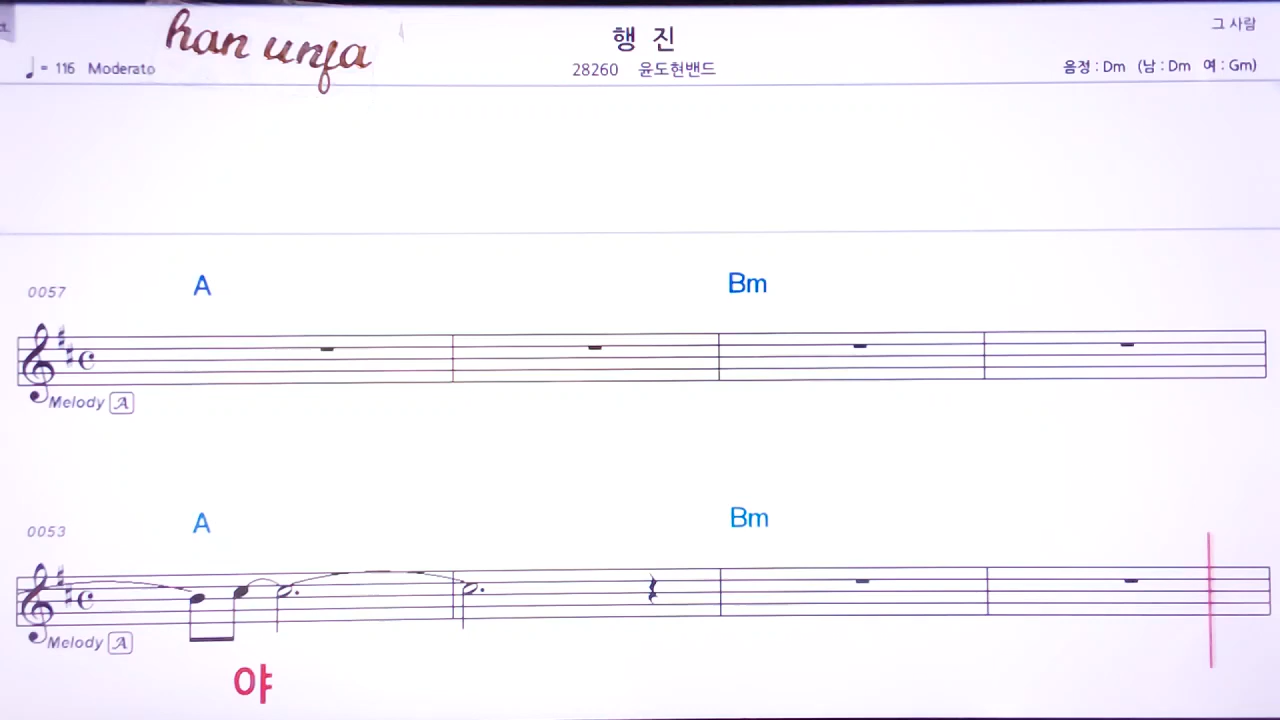 han unfa
행 진
그 사람
♩= 116 Moderato
28260 윤도현밴드
음정 : Dm (남 : Dm 여 : Gm)
0057
A Bm
Melody A
0053
A Bm
Melody A
야